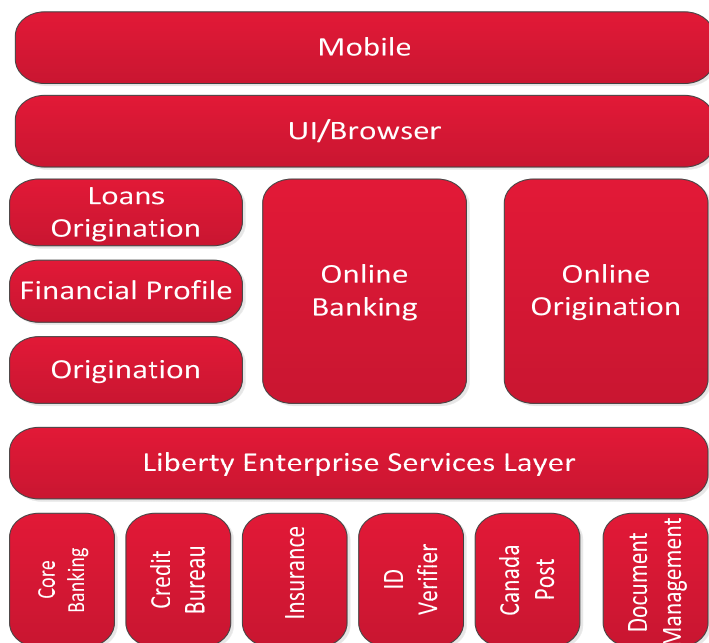 Mobile
UI/Browser
Loans
Origination
Financial Profile
Origination
Online
Banking
Online
Origination
Liberty Enterprise Services Layer
Core
Banking
Credit
Bureau
Insurance
ID
Verifier
Canada
Post
Document
Management